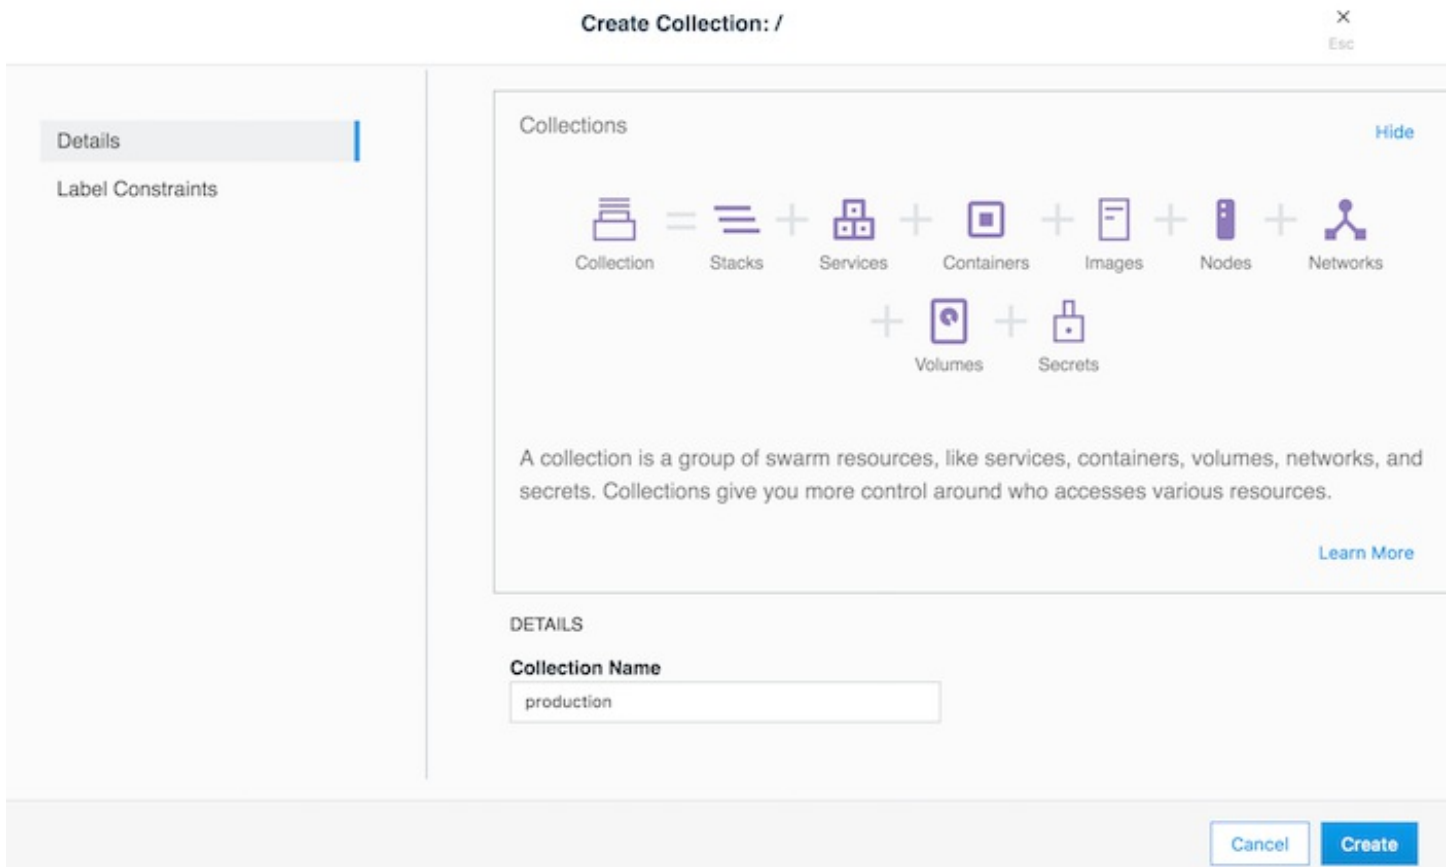 Create Collection: /
Esc
Details
Label Constraints
Collections
Hide
Collection = Stacks + Services + Containers + Images + Nodes + Networks
+ Volumes + Secrets
A collection is a group of swarm resources, like services, containers, volumes, networks, and
secrets. Collections give you more control around who accesses various resources.
Learn More
DETAILS
Collection Name
production
Cancel
Create